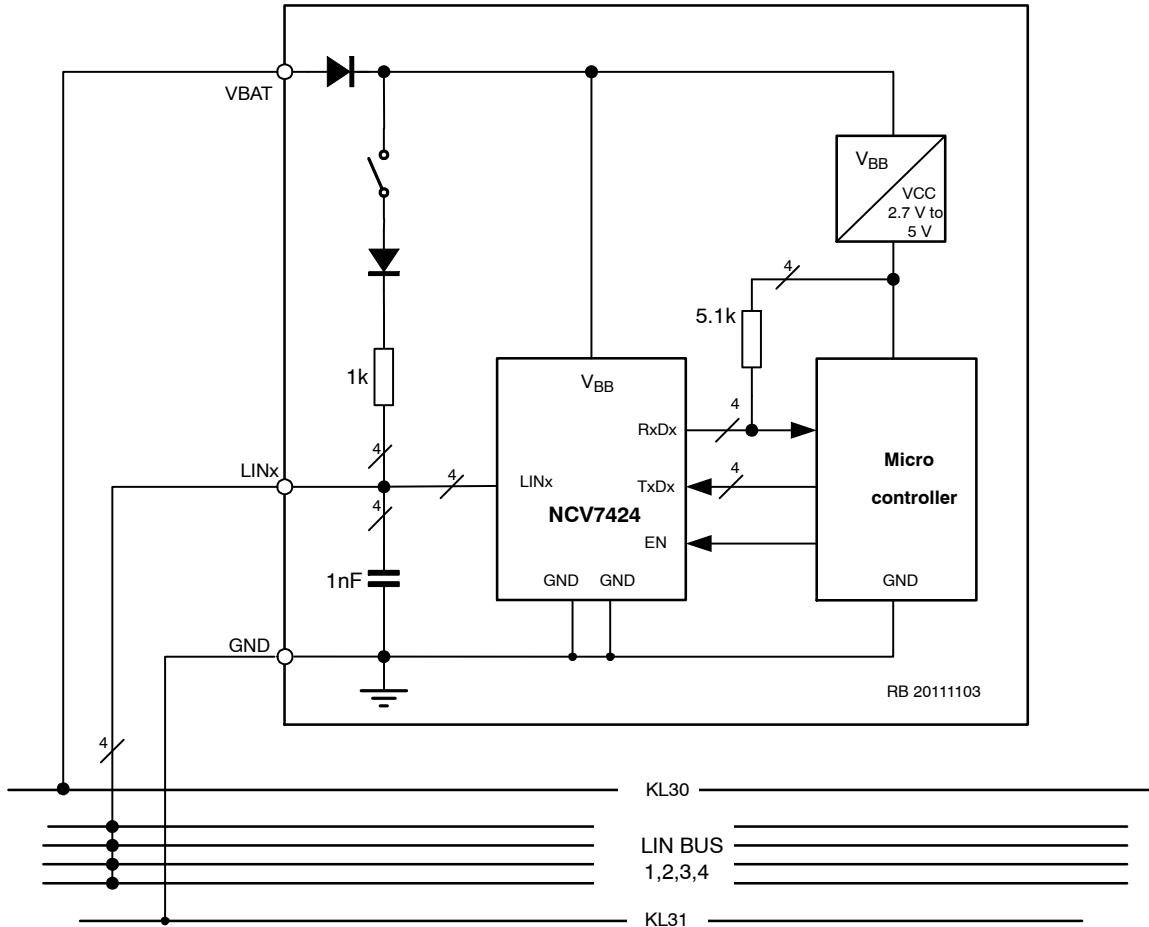 VBAT
V_BB
VCC
2.7 V to
5 V
4
5.1k
1k
V_BB
4
RxDx
4
LINx
4
LINx
TxDx
4
Micro
controller
NCV7424
4
EN
1nF
GND GND
GND
GND
RB 20111103
4
KL30
LIN BUS
1,2,3,4
KL31